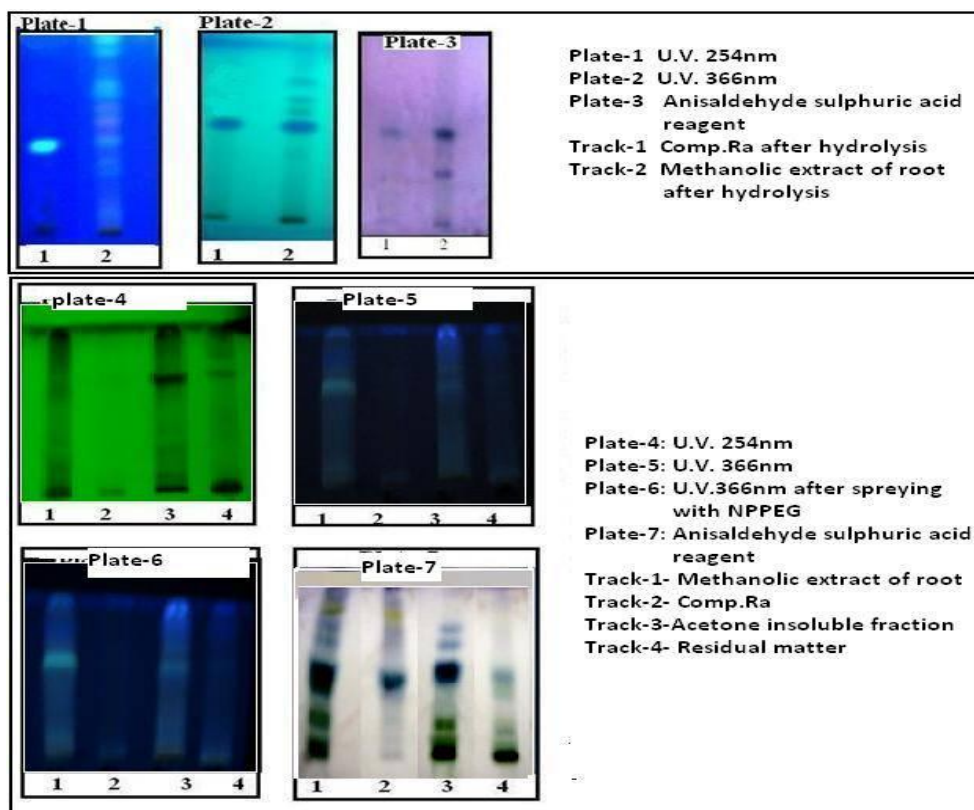 Plate-1
Plate-2
Plate-3
1 2
1 2
1 2
Plate-1 U.V. 254nm
Plate-2 U.V. 366nm
Plate-3 Anisaldehyde sulphuric acid
reagent
Track-1 Comp.Ra after hydrolysis
Track-2 Methanolic extract of root
after hydrolysis
plate-4
Plate-5
1 2 3 4
1 2 3 4
Plate-6
Plate-7
1 2 3 4
1 2 3 4
Plate-4: U.V. 254nm
Plate-5: U.V. 366nm
Plate-6: U.V.366nm after spreying
with NPPEG
Plate-7: Anisaldehyde sulphuric acid
reagent
Track-1- Methanolic extract of root
Track-2- Comp.Ra
Track-3-Acetone insoluble fraction
Track-4- Residual matter